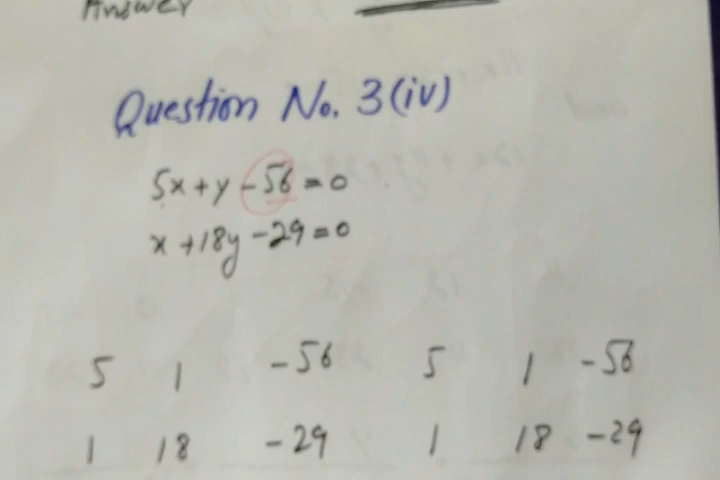 Answer
Question No. 3(iv)
5x+y-56=0
x+18y-29=0
5 1 -56 5 1 -56
1 18 -29 1 18 -29